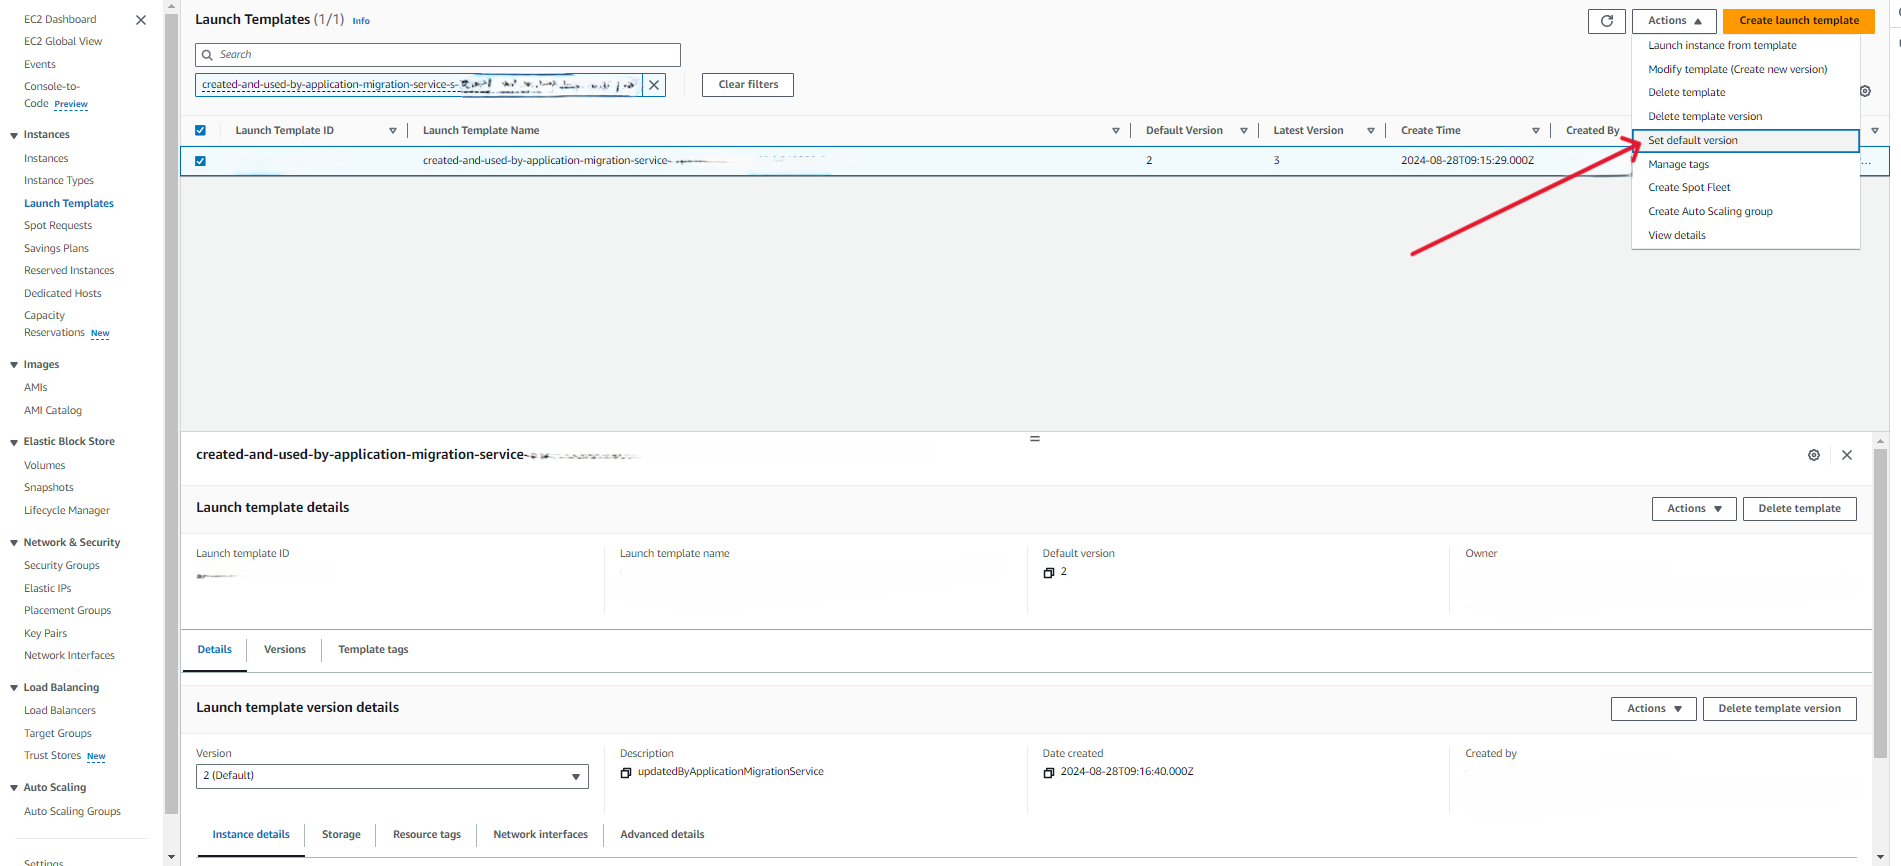 EC2 Dashboard
EC2 Global View
Events
Console-to-
Code Preview
Instances
Instances
Instance Types
Launch Templates
Spot Requests
Savings Plans
Reserved Instances
Dedicated Hosts
Capacity
Reservations New
Images
AMIs
AMI Catalog
Elastic Block Store
Volumes
Snapshots
Lifecycle Manager
Network & Security
Security Groups
Elastic IPs
Placement Groups
Key Pairs
Network Interfaces
Load Balancing
Load Balancers
Target Groups
Trust Stores New
Auto Scaling
Auto Scaling Groups
Settings
Launch Templates (1/1) Info
Actions
Create launch template
Search
created-and-used-by-application-migration-service-s-
Clear filters
Launch instance from template
Modify template (Create new version)
Delete template
Delete template version
Set default version
Manage tags
Create Spot Fleet
Create Auto Scaling group
View details
Launch Template ID Launch Template Name Default Version Latest Version Create Time Created By
created-and-used-by-application-migration-service- 2 3 2024-08-28T09:15:29.000Z ...
created-and-used-by-application-migration-service-
Launch template details
Actions Delete template
Launch template ID Launch template name Default version Owner
2
Details Versions Template tags
Launch template version details
Actions Delete template version
Version Description Date created Created by
2 (Default) updatedByApplicationMigrationService 2024-08-28T09:16:40.000Z
Instance details Storage Resource tags Network interfaces Advanced details